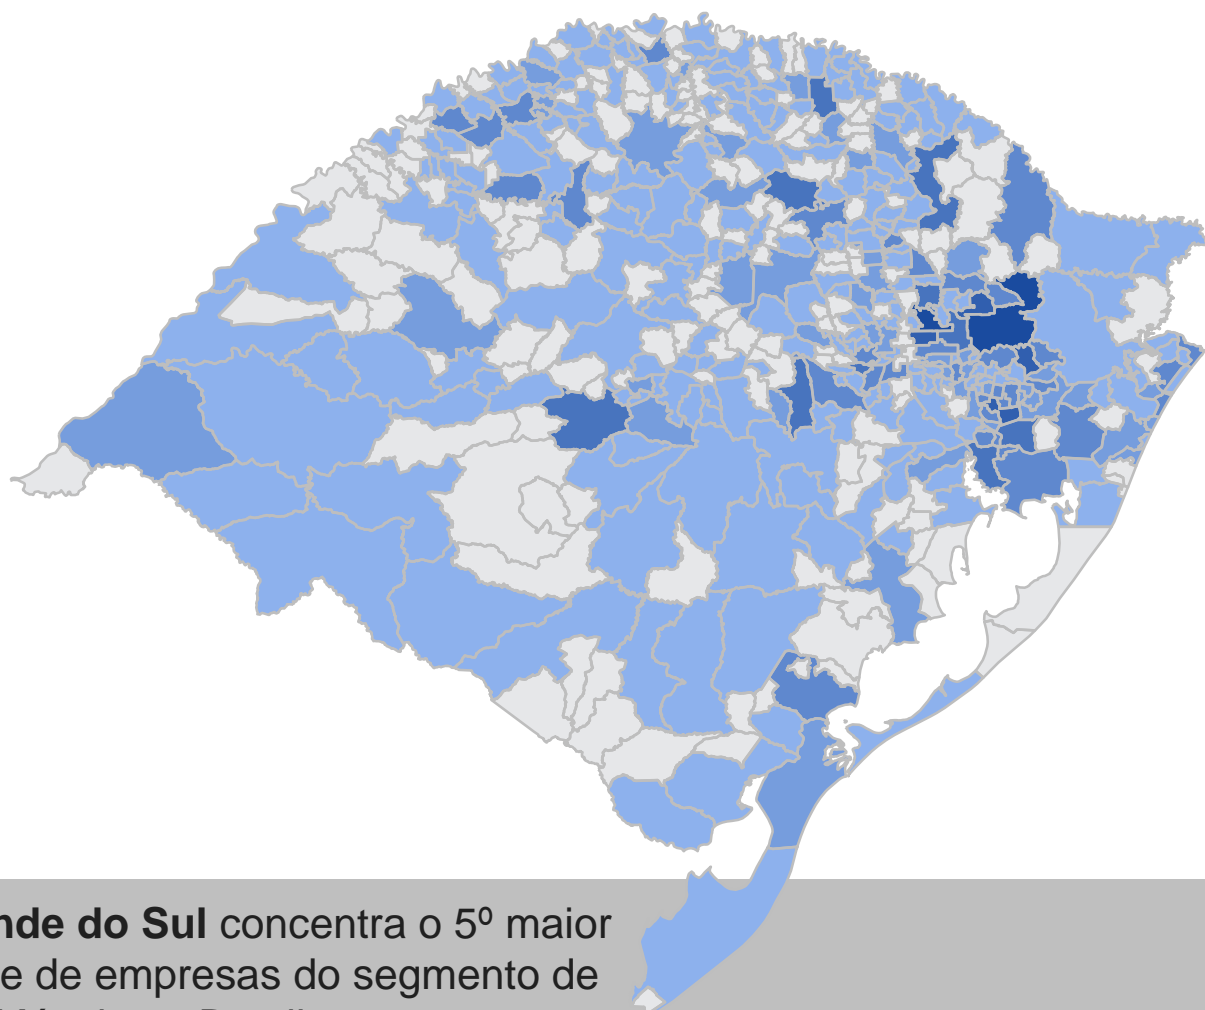 nde do Sul concentra o 5º maior
e de empresas do segmento de